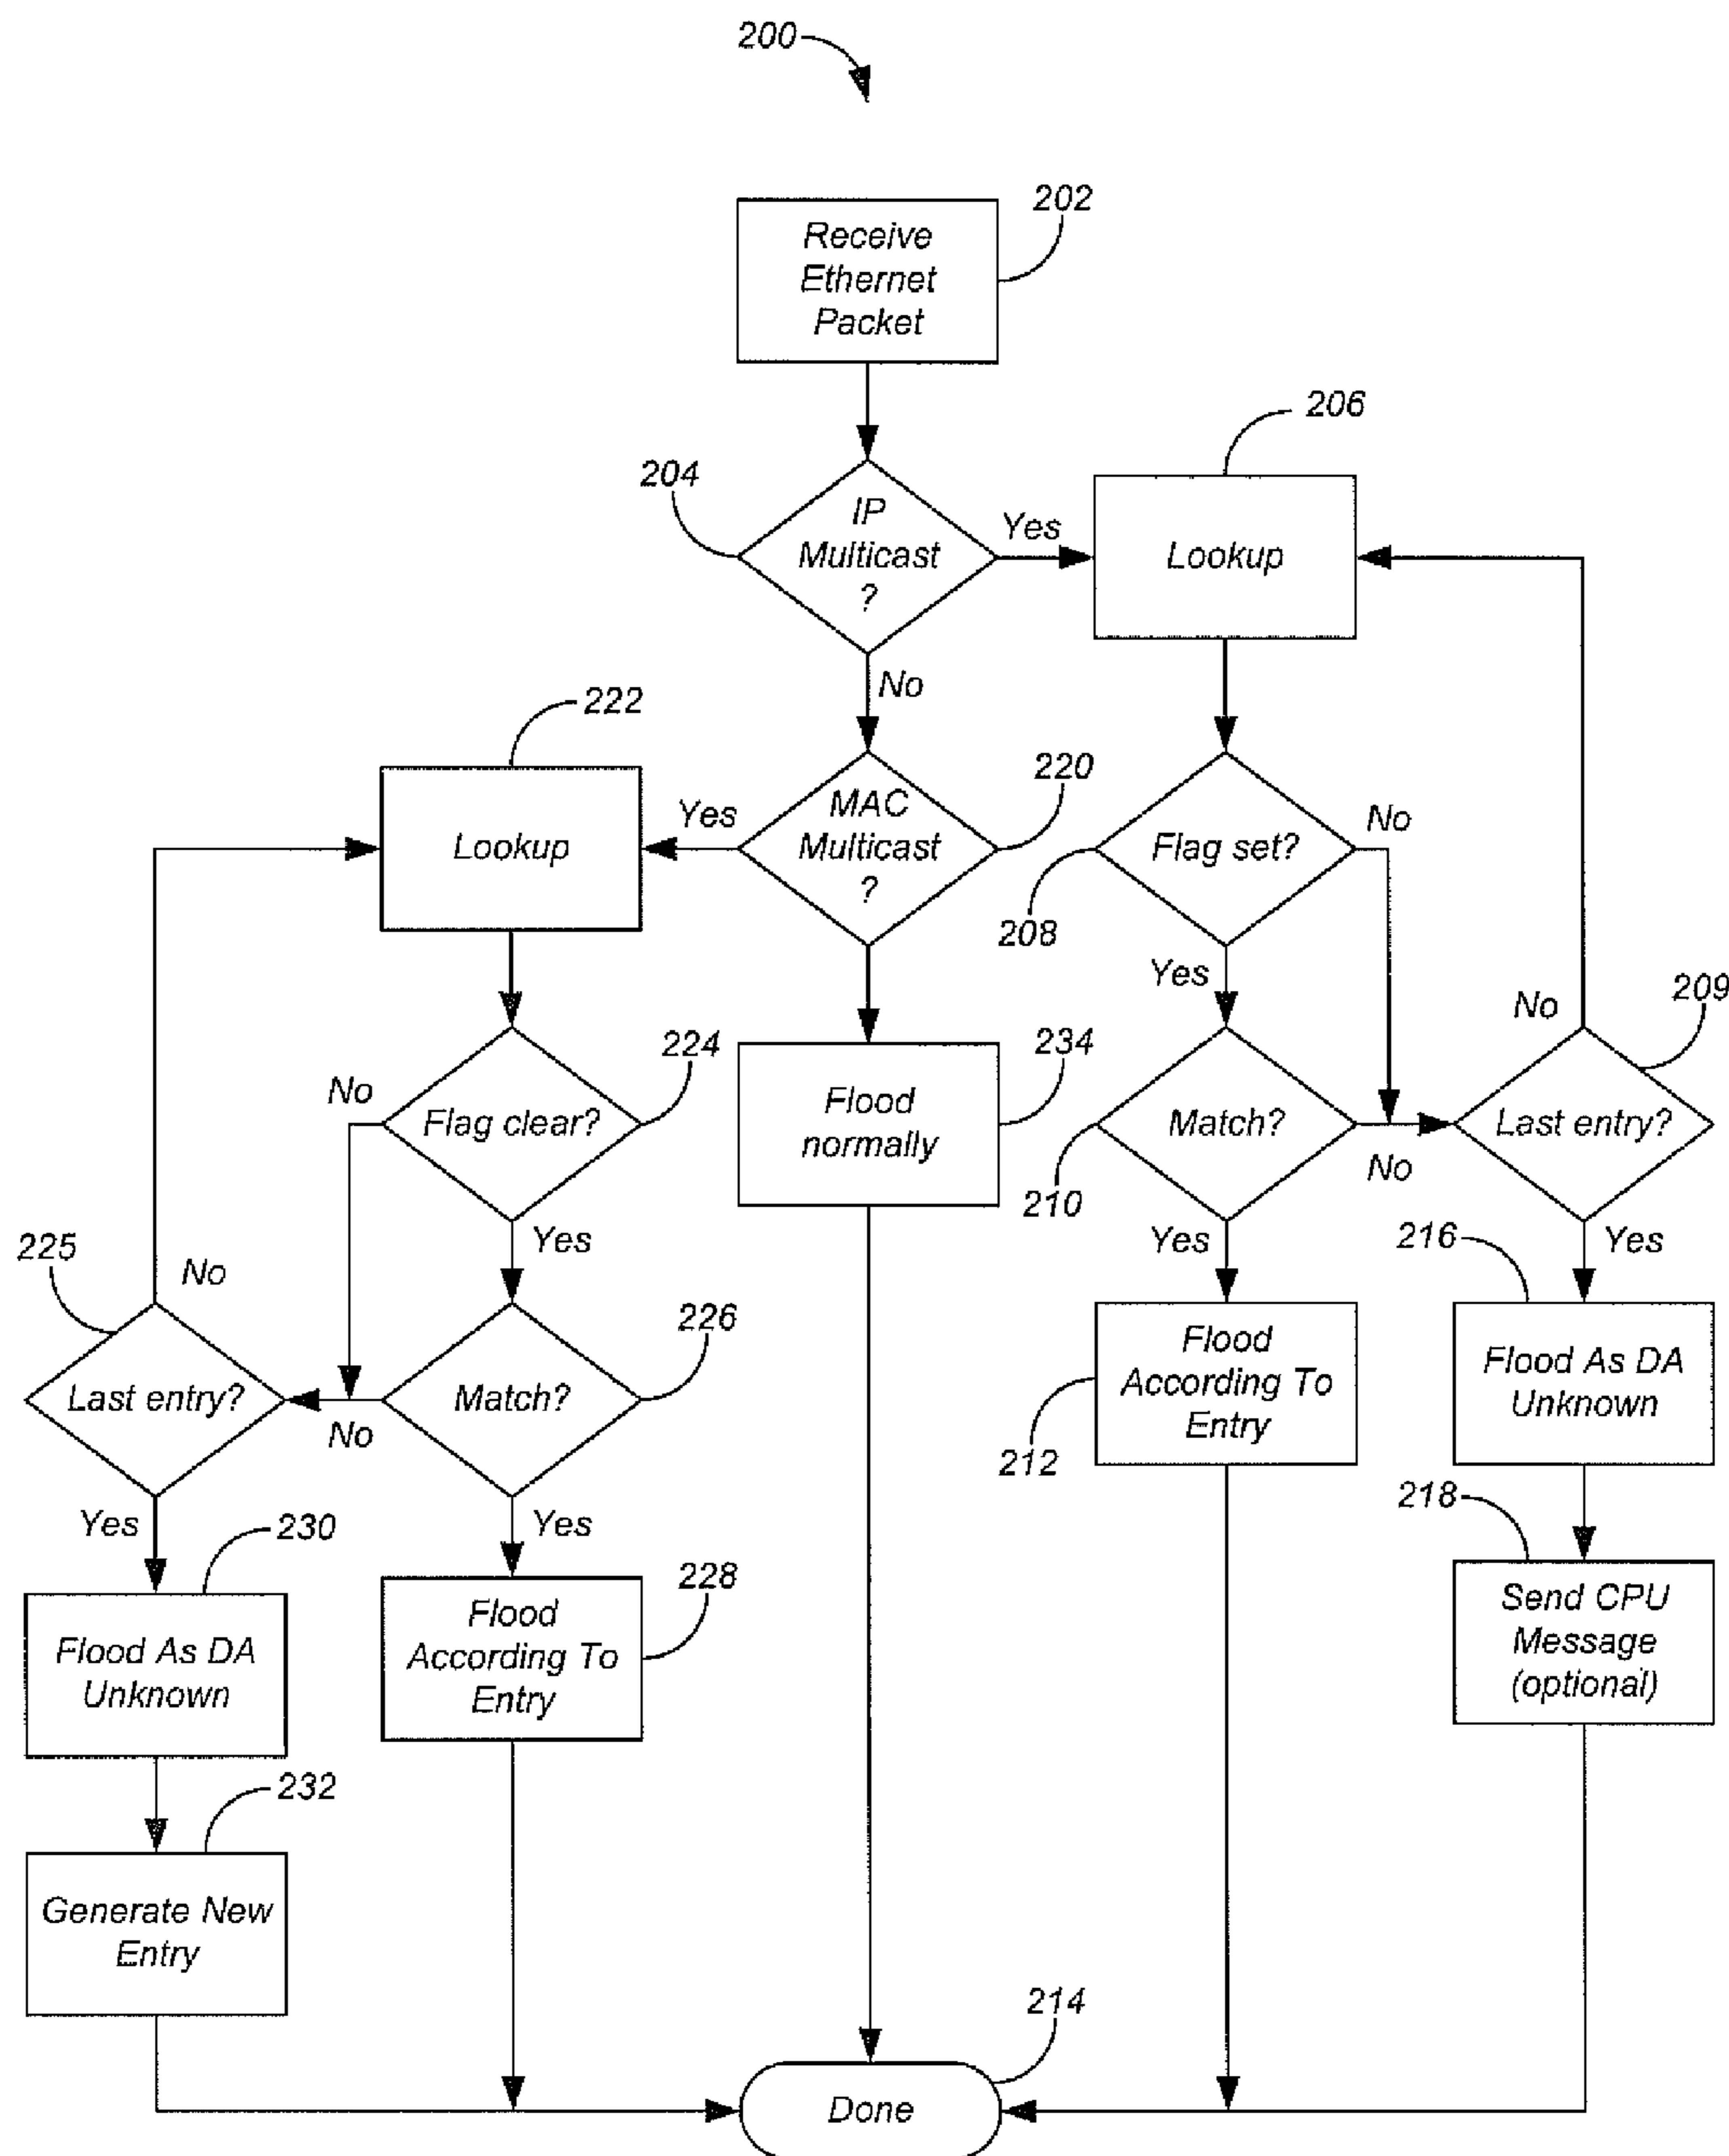 200
202
Receive
Ethernet
Packet
206
204
IP
Multicast
?
Yes
Lookup
No
222
220
MAC
Multicast
?
Yes
Lookup
Flag set?
No
208
Yes
209
No
224
234
No
Flag clear?
Flood
normally
Match?
Last entry?
No
210
225
No
Yes
Yes
216
Yes
226
Last entry?
Match?
No
Flood
According To
Entry
212
Flood As DA
Unknown
Yes
230
Yes
218
228
Flood As DA
Unknown
Flood
According To
Entry
Send CPU
Message
(optional)
232
Generate New
Entry
214
Done